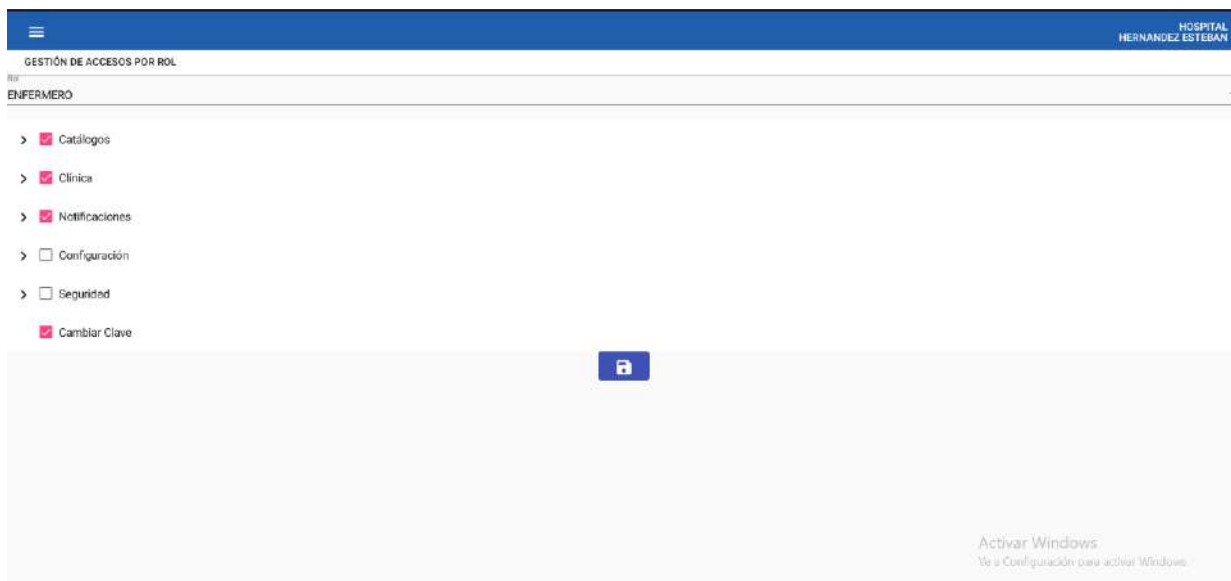 HOSPITAL
HERNANDEZ ESTEBAN
GESTIÓN DE ACCESOS POR ROL
ENFERMERO
Catálogos
Clínica
Notificaciones
Configuración
Seguridad
Cambiar Clave
Activar Windows
Ve a Configuración para activar Windows.